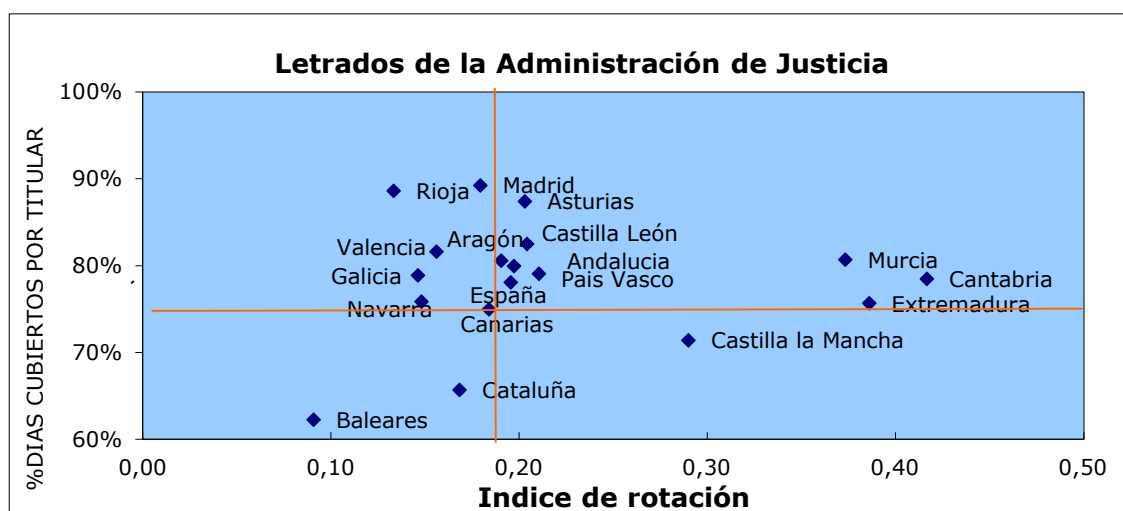 Letrados de la Administración de Justicia
%DIAS CUBIERTOS POR TITULAR
100%
90%
80%
70%
60%
Rioja
Madrid
Asturias
Valencia
Aragón
Castilla León
Galicia
Andalucia
Pais Vasco
Murcia
Cantabria
Navarra
España
Extremadura
Canarias
Castilla la Mancha
Cataluña
Baleares
0,00 0,10 0,20 0,30 0,40 0,50
Indice de rotación